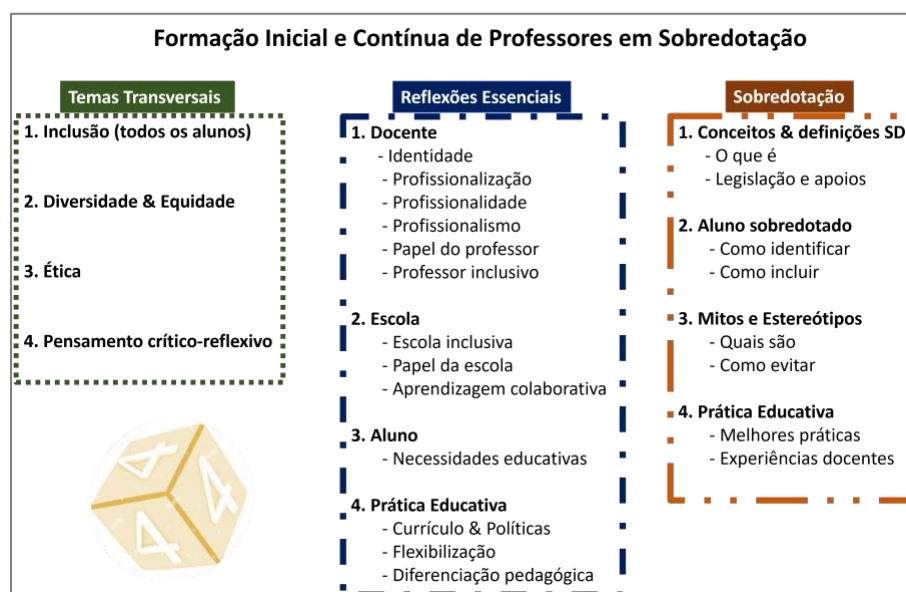 Formação Inicial e Contínua de Professores em Sobredotação
Temas Transversais
1. Inclusão (todos os alunos)
2. Diversidade & Equidade
3. Ética
4. Pensamento crítico-reflexivo
4
4
4
Reflexões Essenciais
1. Docente
- Identidade
- Profissionalização
- Profissionalidade
- Profissionalismo
- Papel do professor
- Professor inclusivo
2. Escola
- Escola inclusiva
- Papel da escola
- Aprendizagem colaborativa
3. Aluno
- Necessidades educativas
4. Prática Educativa
- Currículo & Políticas
- Flexibilização
- Diferenciação pedagógica
Sobredotação
1. Conceitos & definições SD
- O que é
- Legislação e apoios
2. Aluno sobredotado
- Como identificar
- Como incluir
3. Mitos e Estereótipos
- Quais são
- Como evitar
4. Prática Educativa
- Melhores práticas
- Experiências docentes